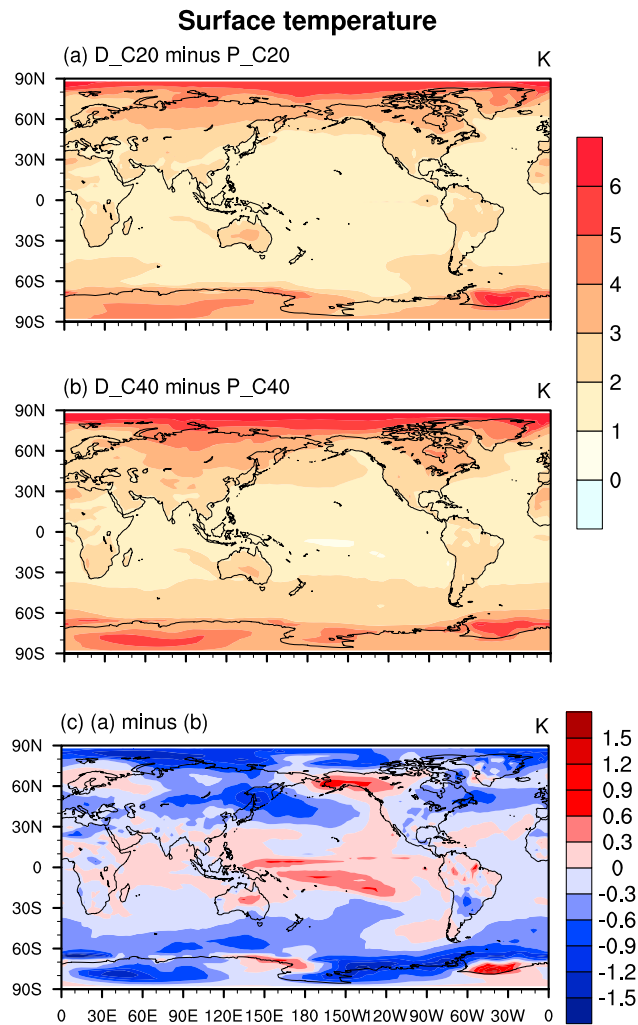 Surface temperature
(a) D_C20 minus P_C20 K
90N
60N
30N
0
30S
60S
90S
6
5
4
3
2
1
0
(b) D_C40 minus P_C40 K
90N
60N
30N
0
30S
60S
90S
(c) (a) minus (b) K
90N
60N
30N
0
30S
60S
90S
0 30E 60E 90E 120E 150E 180 150W 120W 90W 60W 30W 0
1.5
1.2
0.9
0.6
0.3
0
-0.3
-0.6
-0.9
-1.2
-1.5